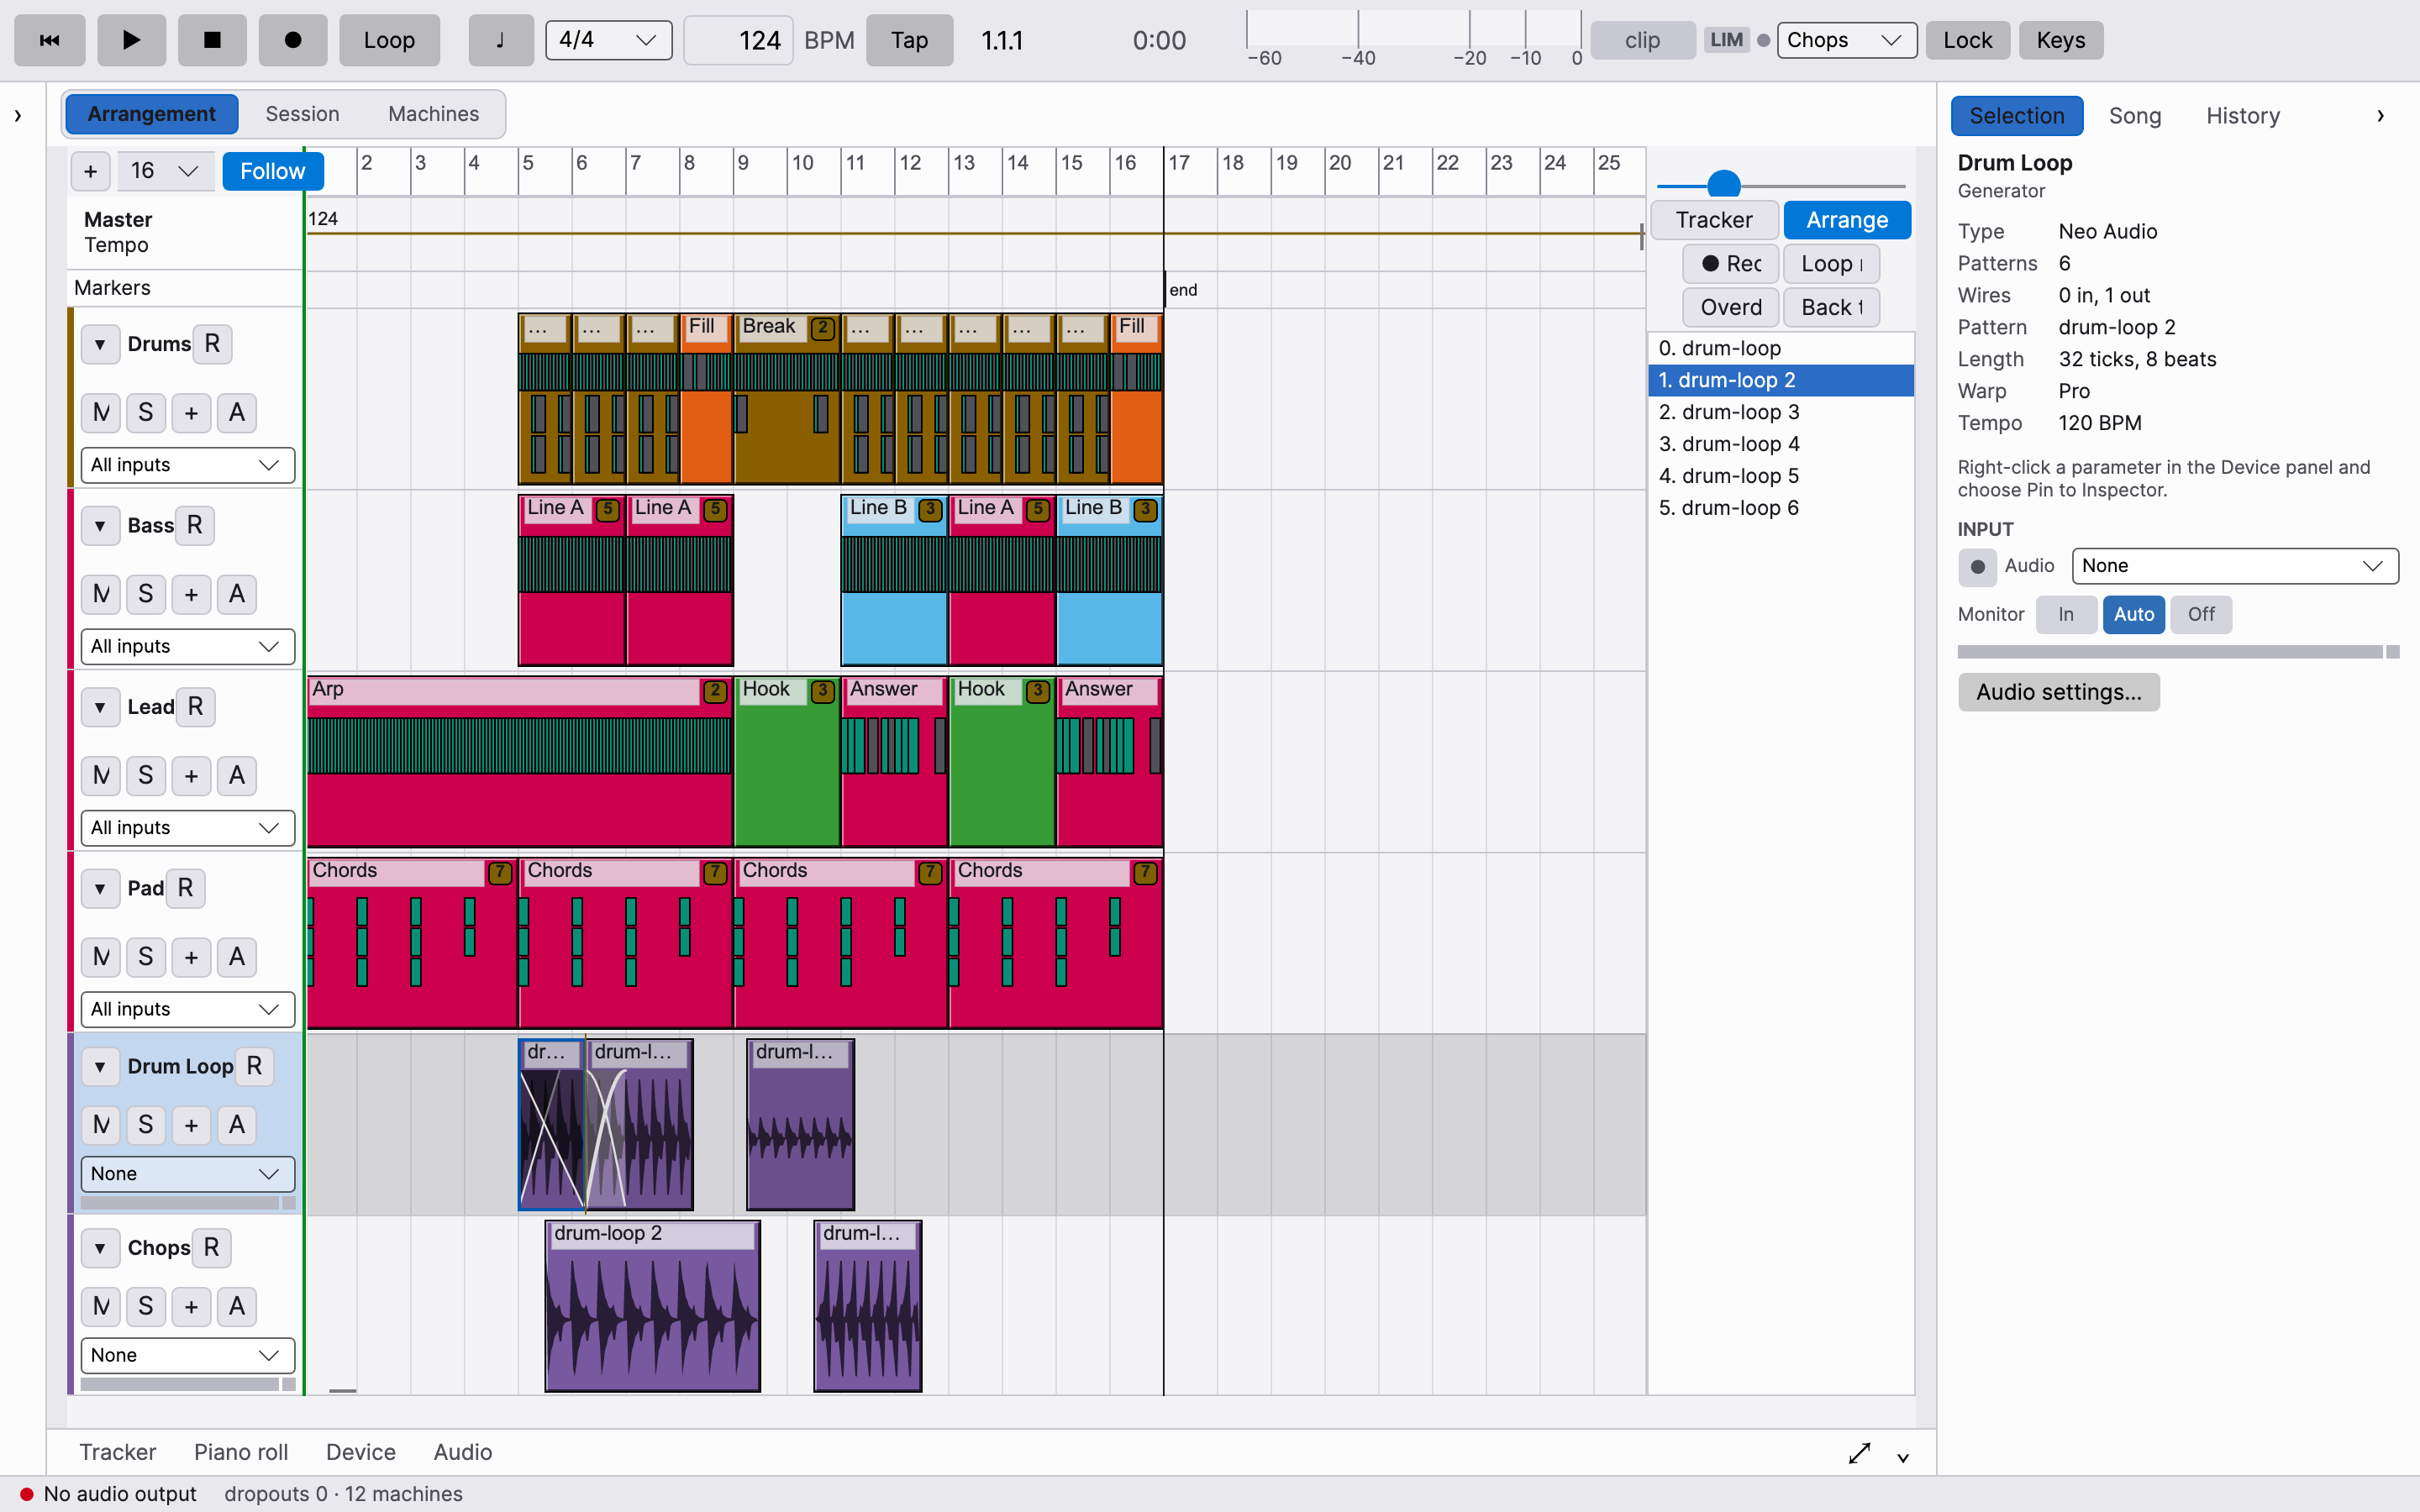 Loop 4/4 124 BPM Tap 1.1.1 0:00 −60 −40 −20 −10 0 clip LIM Chops Lock Keys
Arrangement Session Machines
Selection Song History
+ 16 Follow 2 3 4 5 6 7 8 9 10 11 12 13 14 15 16 17 18 19 20 21 22 23 24 25
Master
Tempo
124
Markers
end
Drums R
M S + A
All inputs
... ... ... Fill Break 2 ... ... ... ... ... Fill
Bass R
M S + A
All inputs
Line A 5 Line A 5 Line B 3 Line A 5 Line B 3
Lead R
M S + A
All inputs
Arp 2 Hook 3 Answer Hook 3 Answer
Pad R
M S + A
All inputs
Chords 7 Chords 7 Chords 7 Chords 7
Drum Loop R
M S + A
None
dr... drum-l... drum-l...
Chops R
M S + A
None
drum-loop 2 drum-l...
Tracker Arrange
Rec Loop
Overd Back t
0. drum-loop
1. drum-loop 2
2. drum-loop 3
3. drum-loop 4
4. drum-loop 5
5. drum-loop 6
Drum Loop
Generator
Type Neo Audio
Patterns 6
Wires 0 in, 1 out
Pattern drum-loop 2
Length 32 ticks, 8 beats
Warp Pro
Tempo 120 BPM
Right-click a parameter in the Device panel and
choose Pin to Inspector.
INPUT
Audio None
Monitor In Auto Off
Audio settings...
Tracker Piano roll Device Audio
No audio output dropouts 0 · 12 machines